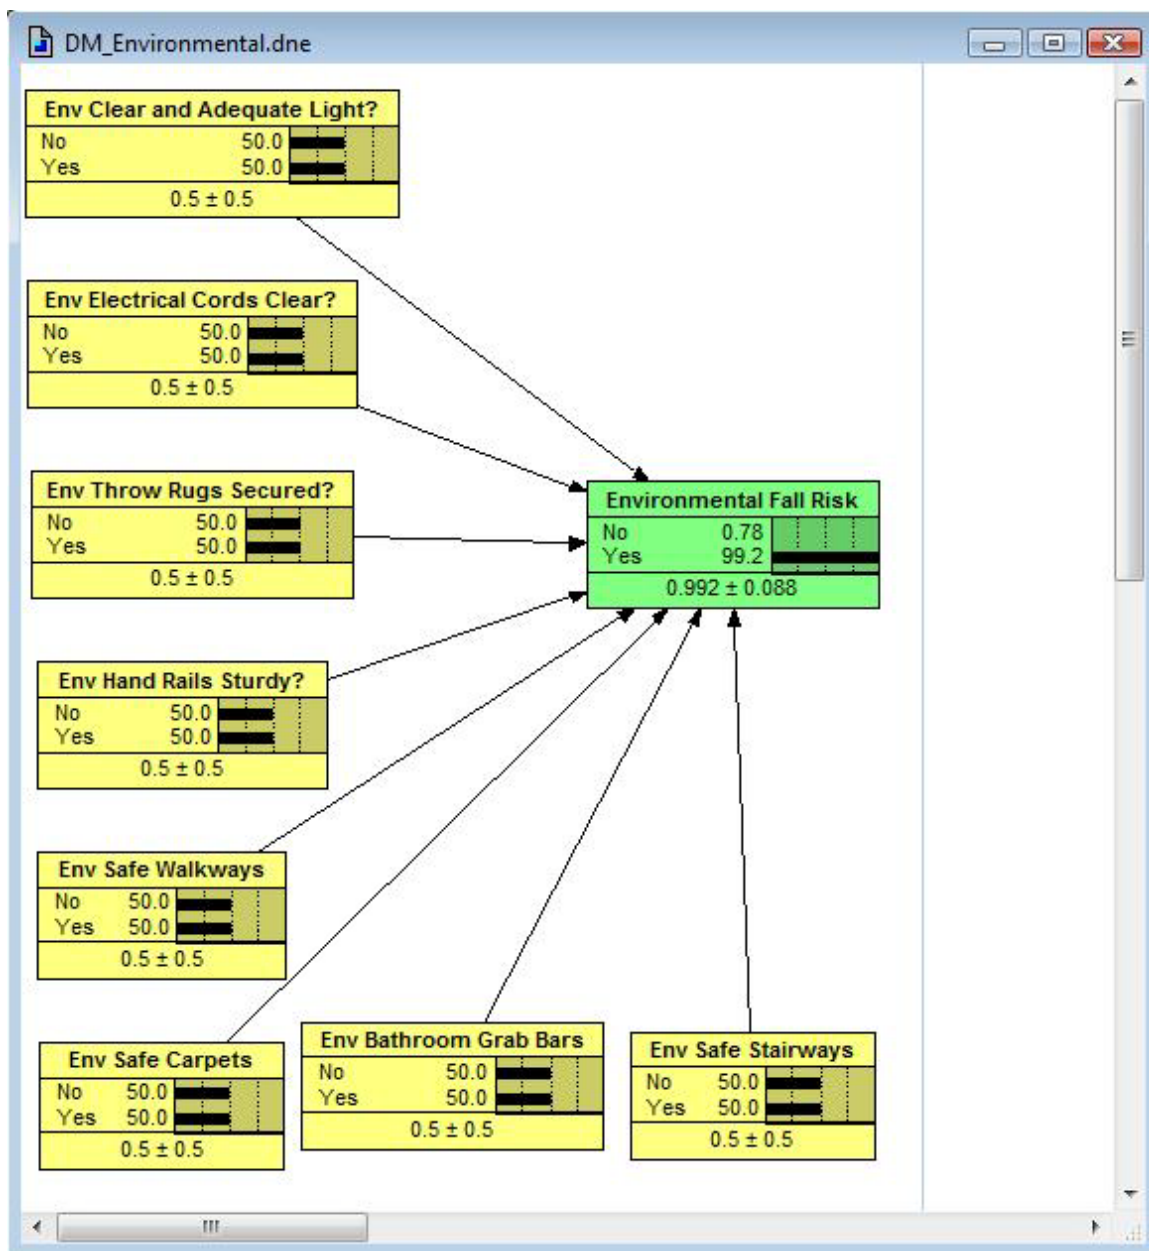 DM_Environmental.dne
Env Clear and Adequate Light?
No 50.0
Yes 50.0
0.5 ± 0.5
Env Electrical Cords Clear?
No 50.0
Yes 50.0
0.5 ± 0.5
Env Throw Rugs Secured?
No 50.0
Yes 50.0
0.5 ± 0.5
Environmental Fall Risk
No 0.78
Yes 99.2
0.992 ± 0.088
Env Hand Rails Sturdy?
No 50.0
Yes 50.0
0.5 ± 0.5
Env Safe Walkways
No 50.0
Yes 50.0
0.5 ± 0.5
Env Safe Carpets
No 50.0
Yes 50.0
0.5 ± 0.5
Env Bathroom Grab Bars
No 50.0
Yes 50.0
0.5 ± 0.5
Env Safe Stairways
No 50.0
Yes 50.0
0.5 ± 0.5